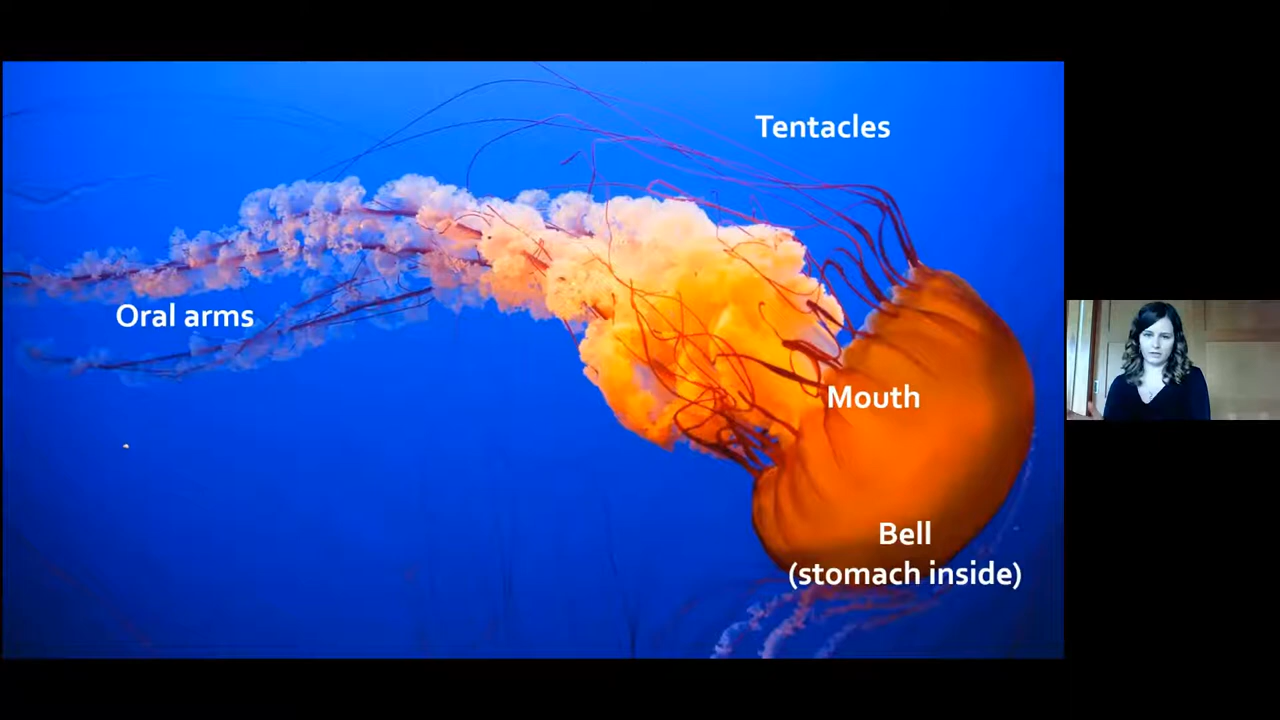 Tentacles
Oral arms
Mouth
Bell
(stomach inside)